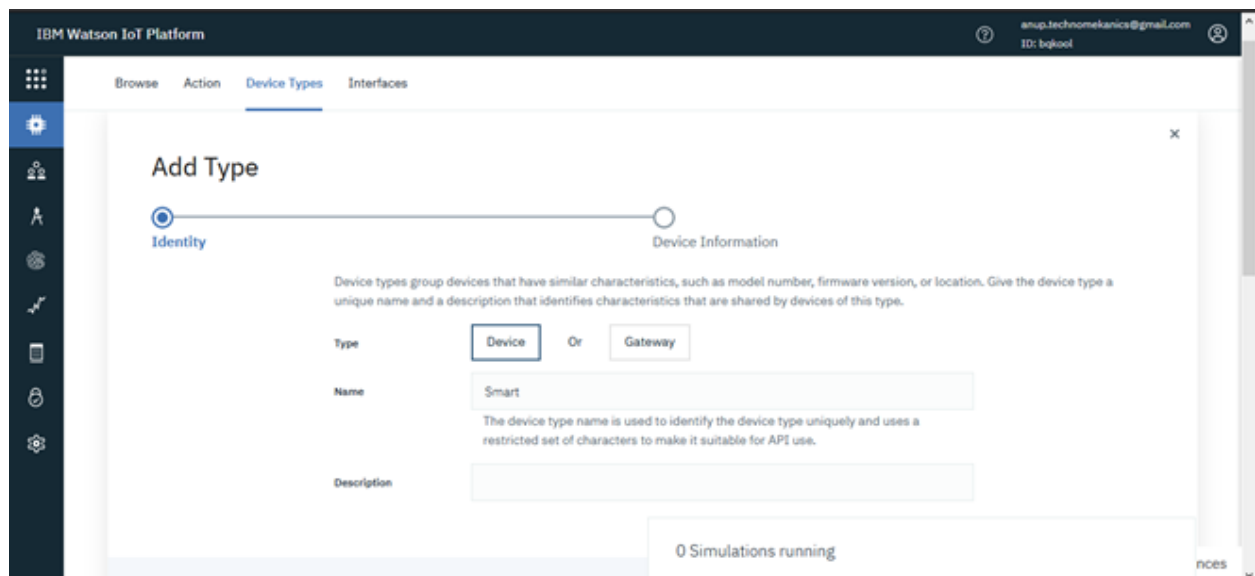 IBM Watson IoT Platform
anup.technomekanics@gmail.com
ID: bqkool
Browse Action Device Types Interfaces
Add Type
Identity Device Information
Device types group devices that have similar characteristics, such as model number, firmware version, or location. Give the device type a
unique name and a description that identifies characteristics that are shared by devices of this type.
Type Device Or Gateway
Name Smart
The device type name is used to identify the device type uniquely and uses a
restricted set of characters to make it suitable for API use.
Description
0 Simulations running
nces